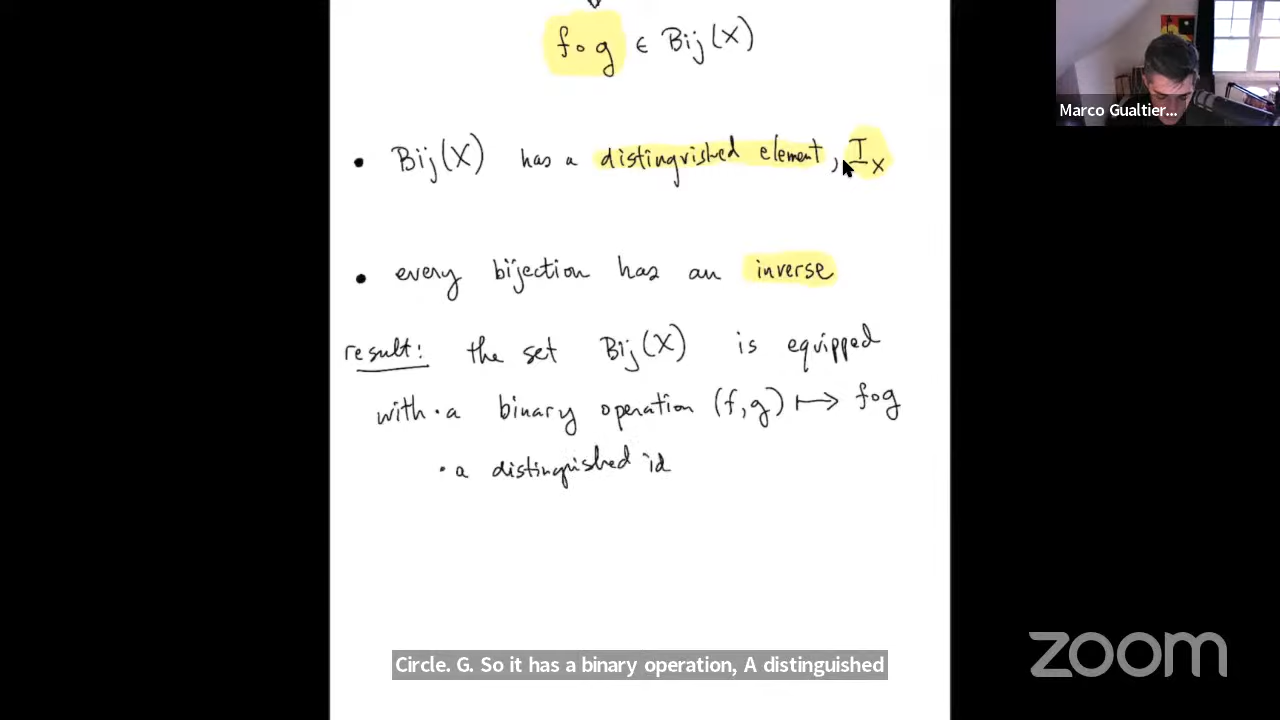 f∘g ∈ Bij(X)
Marco Gualtier...
• Bij(X) has a distinguished element, I_X
• every bijection has an inverse
result: the set Bij(X) is equipped
with · a binary operation (f,g) ↦ f∘g
· a distinguished id
Circle. G. So it has a binary operation, A distinguished
zoom